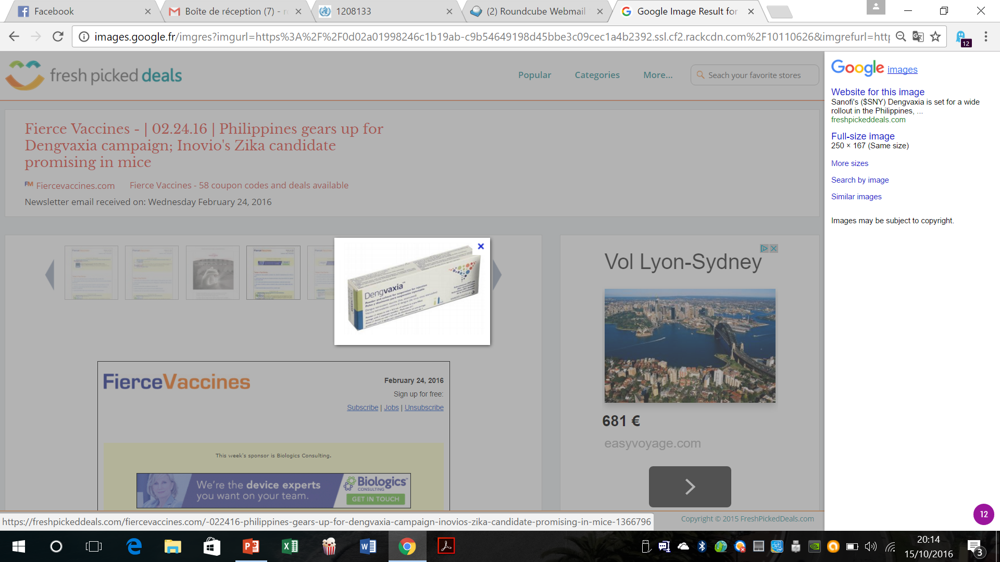 Facebook
Boîte de réception (7) - r
1208133
(2) Roundcube Webmail
Google Image Result for
images.google.fr/imgres?imgurl=https%3A%2F%2F0d02a01998246c1b19ab-c9b54649198d45bbe3c09cec1a4b2392.ssl.cf2.rackcdn.com%2F10110626&imgrefurl=http
12
fresh picked deals
Popular
Categories
More...
Seach your favorite stores
Google images
Website for this image
Sanofi's ($SNY) Dengvaxia is set for a wide
rollout in the Philippines, ...
freshpickeddeals.com
Full-size image
250 × 167 (Same size)
More sizes
Search by image
Similar images
Images may be subject to copyright.
Fierce Vaccines - | 02.24.16 | Philippines gears up for
Dengvaxia campaign; Inovio's Zika candidate
promising in mice
FM Fiercevaccines.com
Fierce Vaccines - 58 coupon codes and deals available
Newsletter email received on: Wednesday February 24, 2016
Dengvaxia™
Powder and solvent for suspension for injection
Vol Lyon-Sydney
681 €
easyvoyage.com
FierceVaccines
February 24, 2016
Sign up for free:
Subscribe | Jobs | Unsubscribe
This week's sponsor is Biologics Consulting.
We're the device experts
you want on your team.
Biologics
CONSULTING
GET IN TOUCH
https://freshpickeddeals.com/fiercevaccines.com/-022416-philippines-gears-up-for-dengvaxia-campaign-inovios-zika-candidate-promising-in-mice-1366796
Copyright © 2015 FreshPickedDeals.com
12
20:14
15/10/2016
3